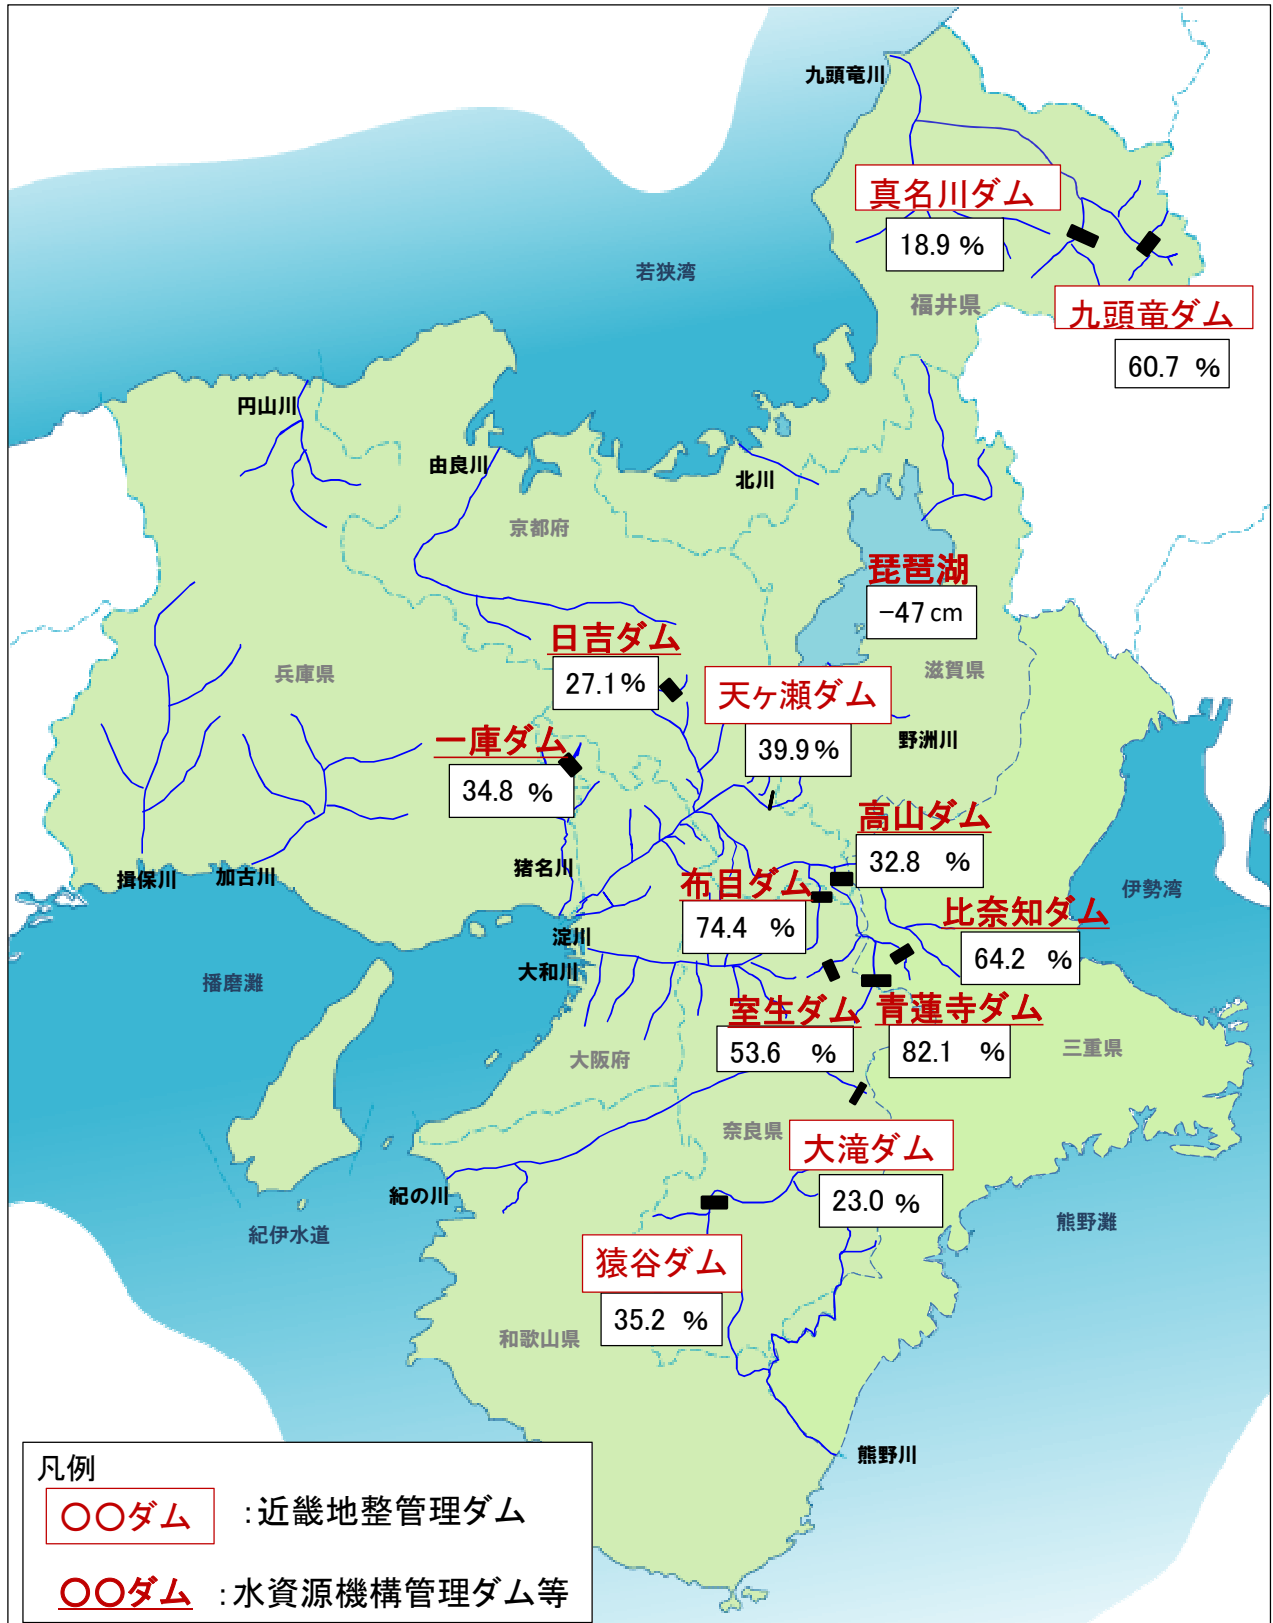 九頭竜川
真名川ダム
18.9 %
若狭湾
福井県
九頭竜ダム
60.7 %
円山川
由良川
北川
京都府
琵琶湖
-47 cm
日吉ダム
27.1%
兵庫県
滋賀県
天ヶ瀬ダム
39.9%
野洲川
一庫ダム
34.8 %
高山ダム
32.8 %
猪名川
揖保川
加古川
布目ダム
74.4 %
伊勢湾
比奈知ダム
64.2 %
淀川
大和川
播磨灘
室生ダム
53.6 %
青蓮寺ダム
82.1 %
三重県
大阪府
奈良県
大滝ダム
23.0 %
紀の川
紀伊水道
熊野灘
猿谷ダム
35.2 %
和歌山県
熊野川
凡例
○○ダム :近畿地整管理ダム
○○ダム :水資源機構管理ダム等